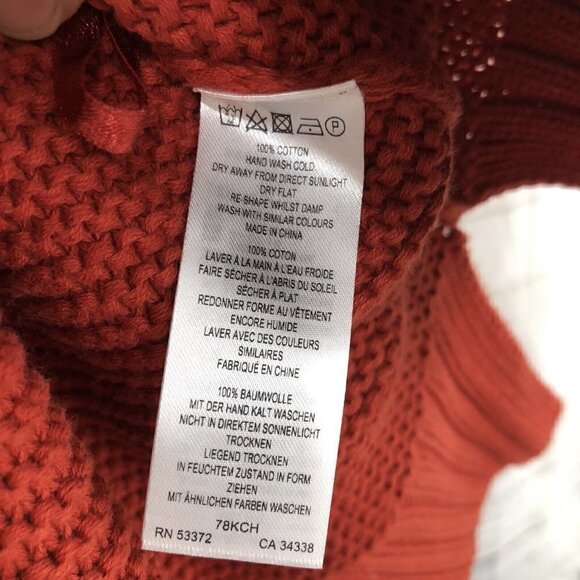 P
100% COTTON
HAND WASH COLD.
DRY AWAY FROM DIRECT SUNLIGHT
DRY FLAT
RE-SHAPE WHILST DAMP
WASH WITH SIMILAR COLOURS
MADE IN CHINA
100% COTON
LAVER À LA MAIN À L'EAU FROIDE
FAIRE SÉCHER À L'ABRIS DU SOLEIL
SÉCHER À PLAT
REDONNER FORME AU VÊTEMENT
ENCORE HUMIDE
LAVER AVEC DES COULEURS
SIMILAIRES
FABRIQUÉ EN CHINE
100% BAUMWOLLE
MIT DER HAND KALT WASCHEN
NICHT IN DIREKTEM SONNENLICHT
TROCKNEN
LIEGEND TROCKNEN
IN FEUCHTEM ZUSTAND IN FORM
ZIEHEN
MIT ÄHNLICHEN FARBEN WASCHEN
78KCH
RN 53372 CA 34338